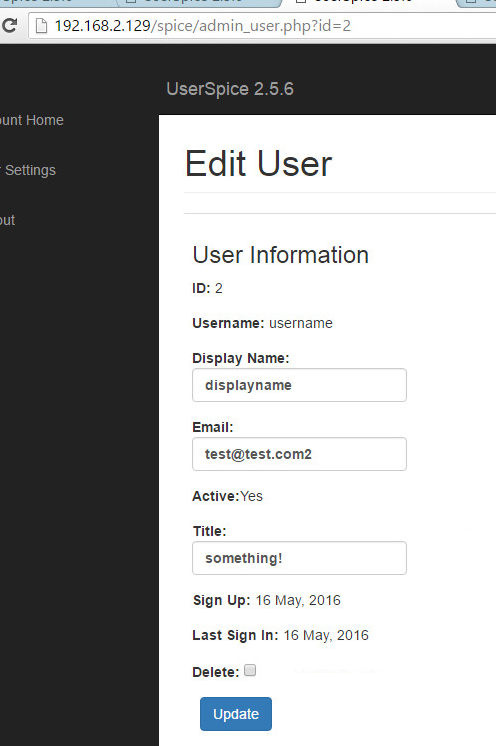 192.168.2.129/spice/admin_user.php?id=2
UserSpice 2.5.6
Home
Settings
Edit User
User Information
ID: 2
Username: username
Display Name:
displayname
Email:
test@test.com2
Active:Yes
Title:
something!
Sign Up: 16 May, 2016
Last Sign In: 16 May, 2016
Delete:
Update